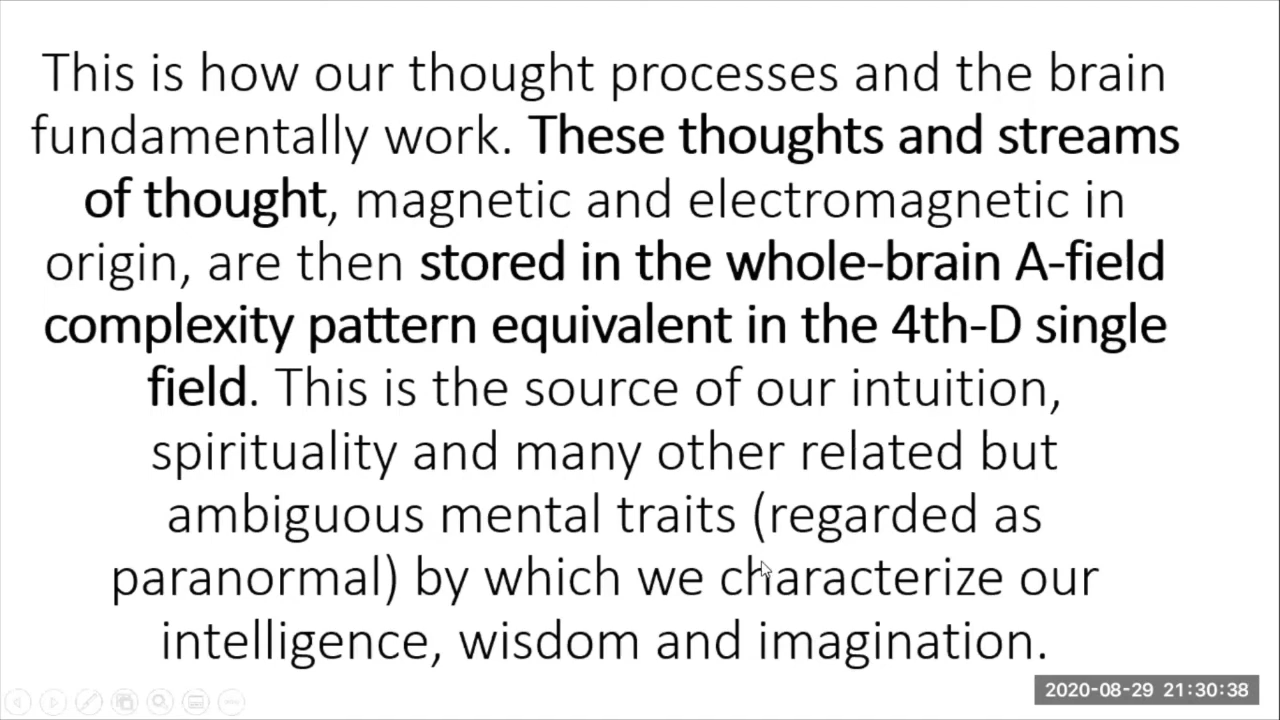 This is how our thought processes and the brain
fundamentally work. These thoughts and streams
of thought, magnetic and electromagnetic in
origin, are then stored in the whole-brain A-field
complexity pattern equivalent in the 4th-D single
field. This is the source of our intuition,
spirituality and many other related but
ambiguous mental traits (regarded as
paranormal) by which we characterize our
intelligence, wisdom and imagination.
2020-08-29 21:30:38